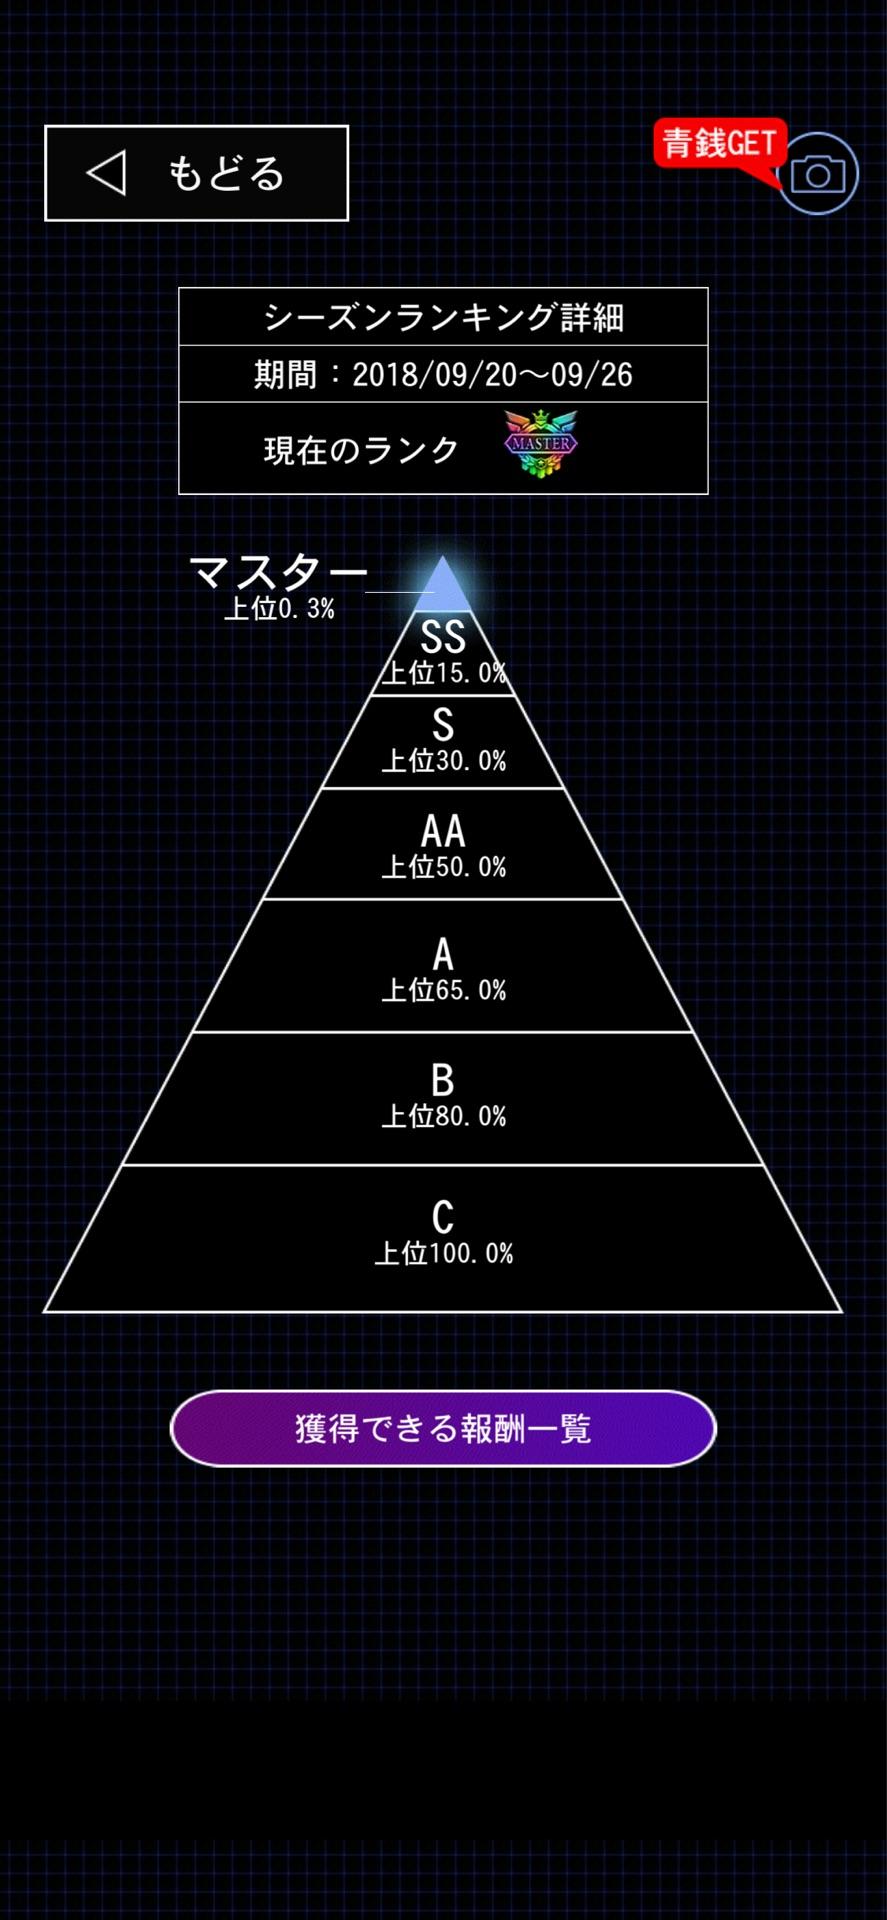 もどる
青銭GET
シーズンランキング詳細
期間：2018/09/20～09/26
現在のランク
MASTER
マスター
上位0.3%
SS
上位15.0%
S
上位30.0%
AA
上位50.0%
A
上位65.0%
B
上位80.0%
C
上位100.0%
獲得できる報酬一覧